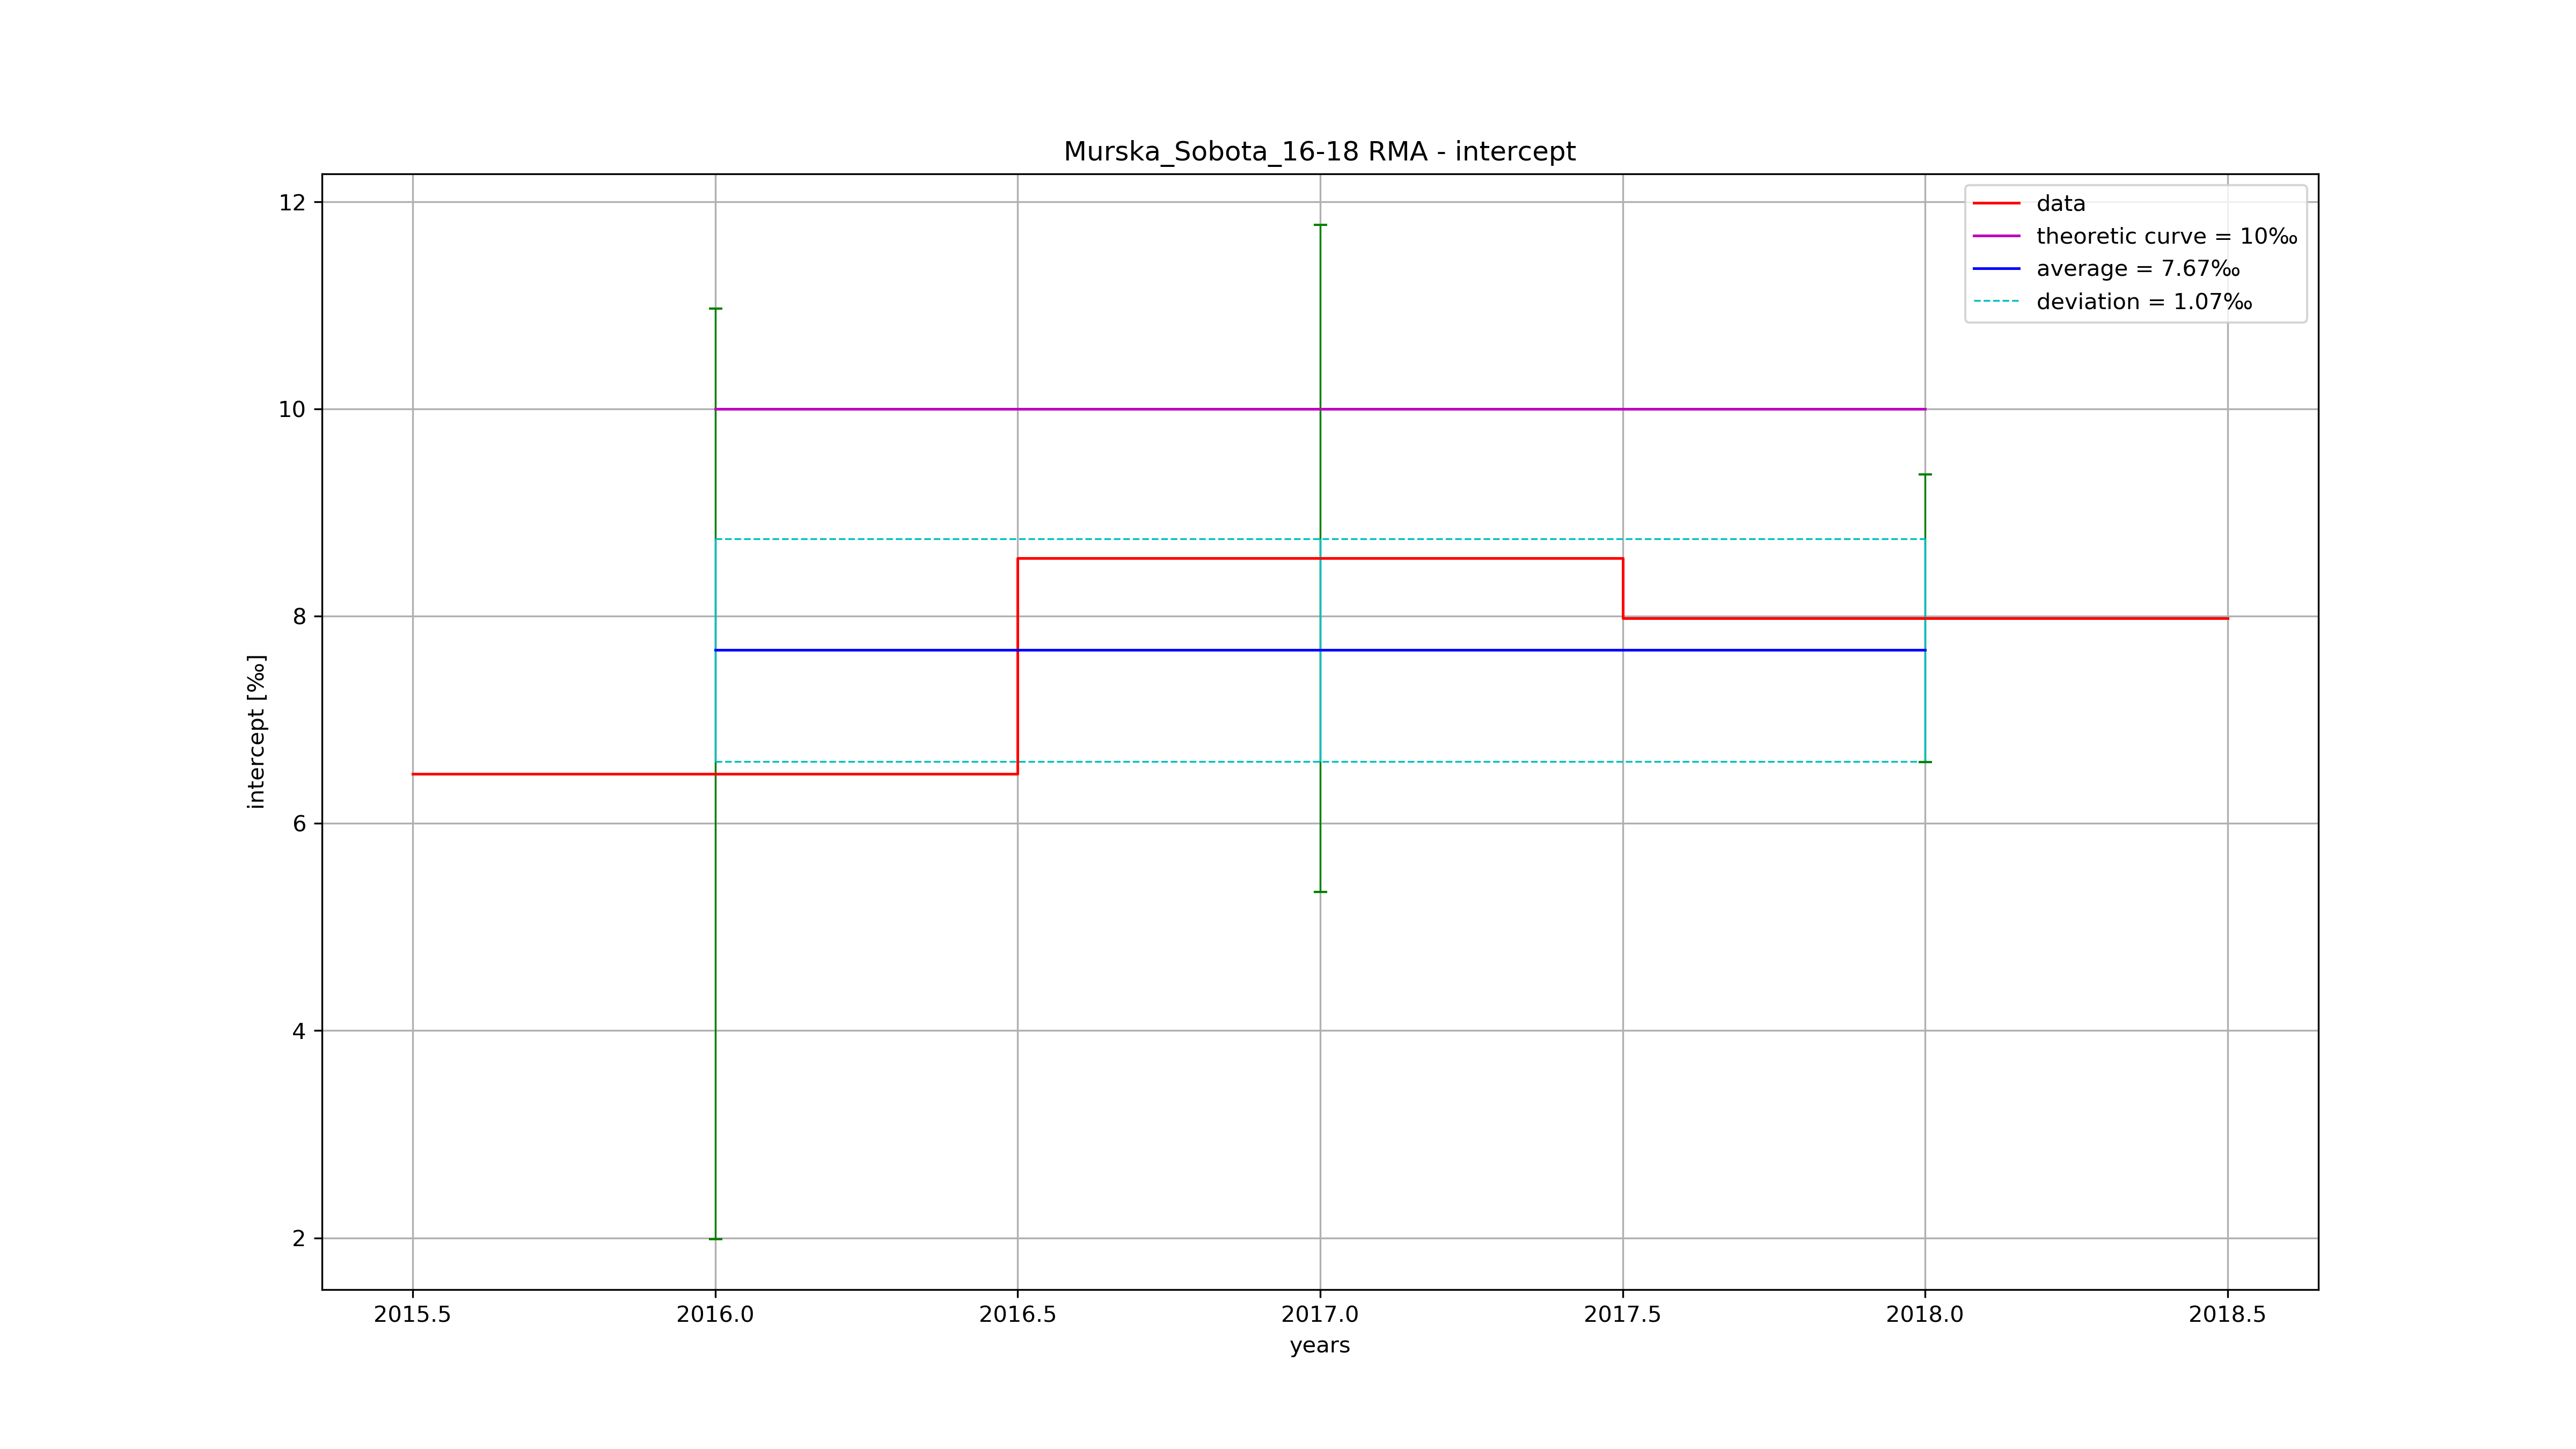 Murska_Sobota_16-18 RMA - intercept
data
theoretic curve = 10‰
average = 7.67‰
deviation = 1.07‰
12
10
8
6
4
2
intercept [‰]
2015.5 2016.0 2016.5 2017.0 2017.5 2018.0 2018.5
years